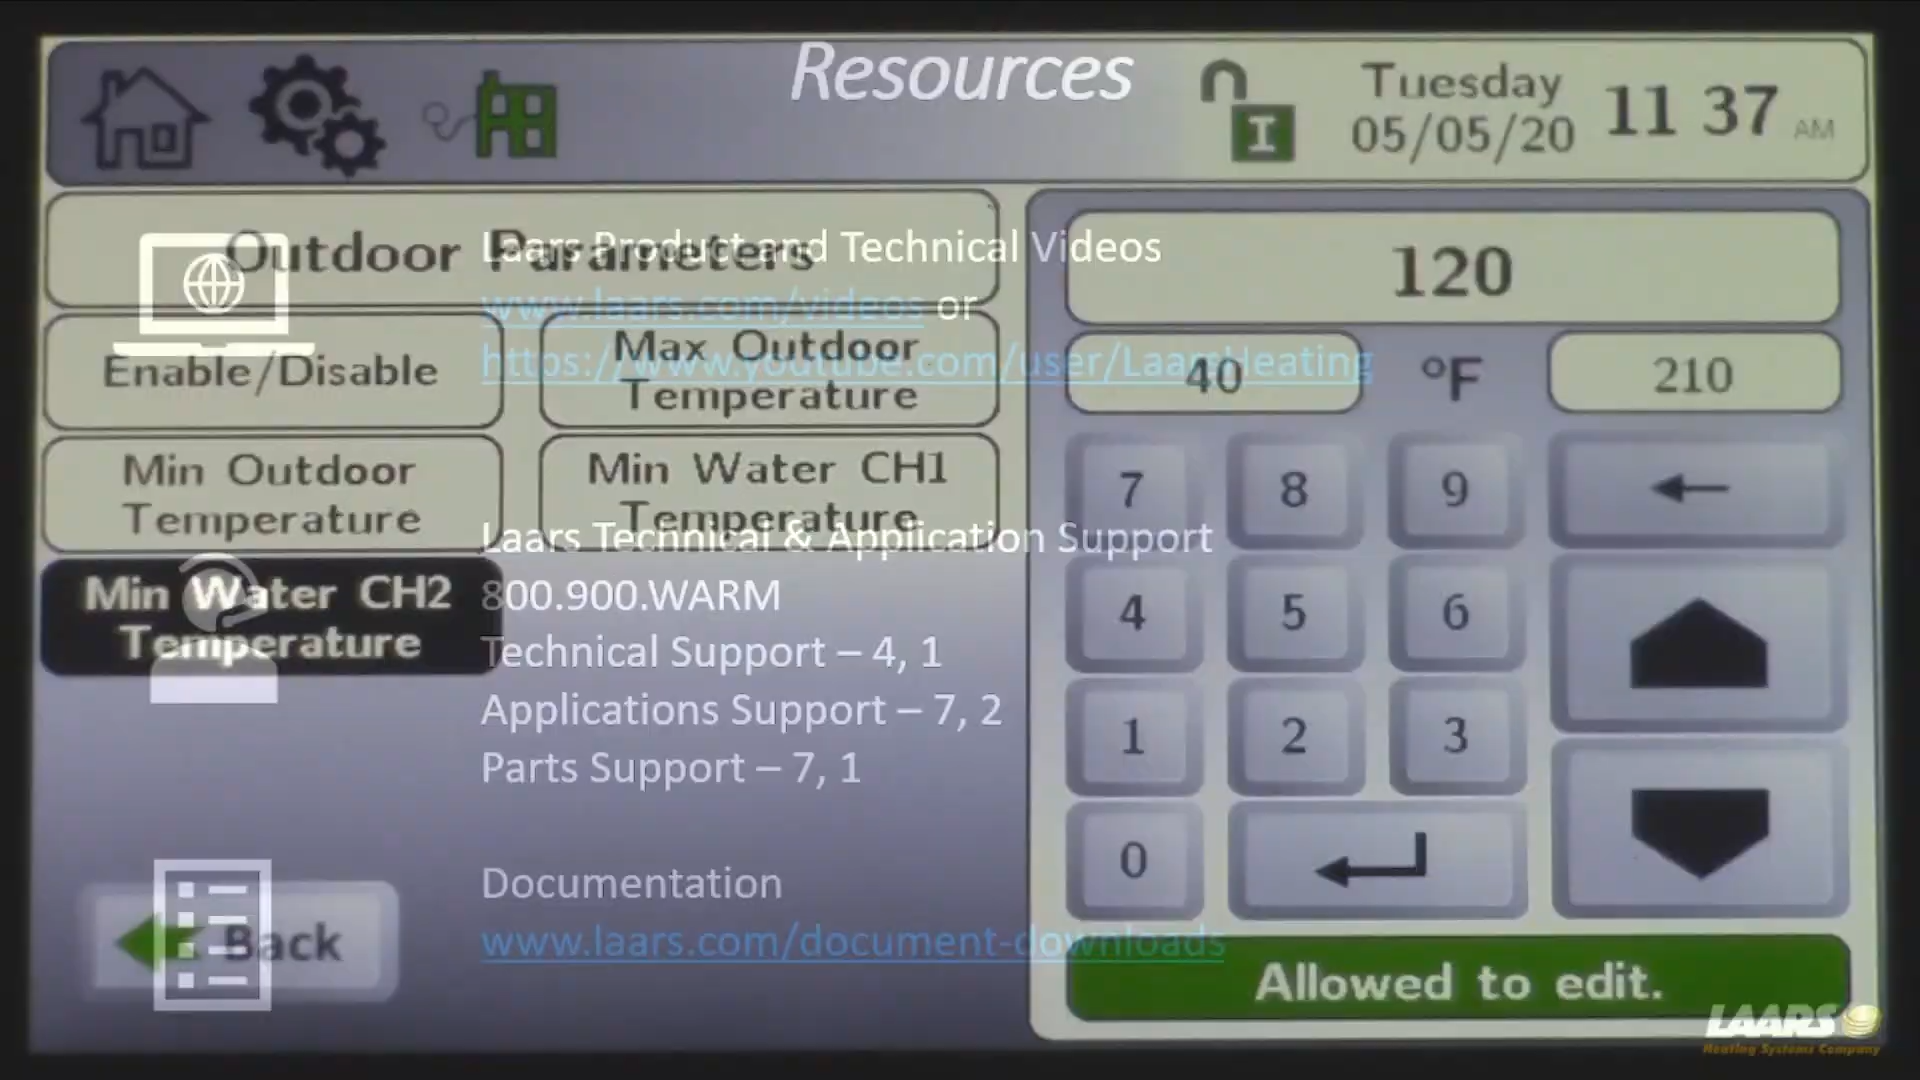 Resources
I
Tuesday
05/05/20
11 37 AM
Outdoor Parameters
Enable/Disable
Max Outdoor
Temperature
Min Outdoor
Temperature
Min Water CH1
Temperature
Min Water CH2
Temperature
Back
120
40 °F 210
7 8 9
4 5 6
1 2 3
0
Allowed to edit.
Laars Product and Technical Videos
www.laars.com/videos or
https://www.youtube.com/user/LaarsHeating
Laars Technical & Application Support
800.900.WARM
Technical Support – 4, 1
Applications Support – 7, 2
Parts Support – 7, 1
Documentation
www.laars.com/document-downloads
LAARS
Heating Systems Company